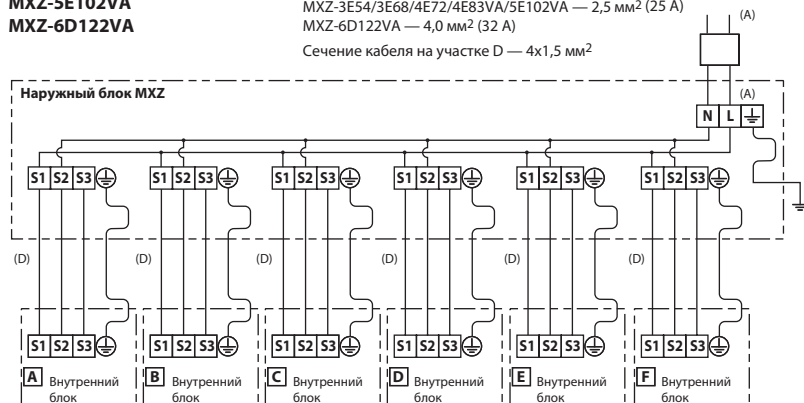 MXZ-5E102VA
MXZ-6D122VA
MXZ-3E54/3E68/4E72/4E83VA/5E102VA — 2,5 мм2 (25 А)
MXZ-6D122VA — 4,0 мм2 (32 А)
Сечение кабеля на участке D — 4x1,5 мм2
(A)
Наружный блок MXZ
(A)
N L
S1 S2 S3 S1 S2 S3 S1 S2 S3 S1 S2 S3 S1 S2 S3 S1 S2 S3
(D) (D) (D) (D) (D) (D)
S1 S2 S3 S1 S2 S3 S1 S2 S3 S1 S2 S3 S1 S2 S3 S1 S2 S3
A Внутренний блок
B Внутренний блок
C Внутренний блок
D Внутренний блок
E Внутренний блок
F Внутренний блок